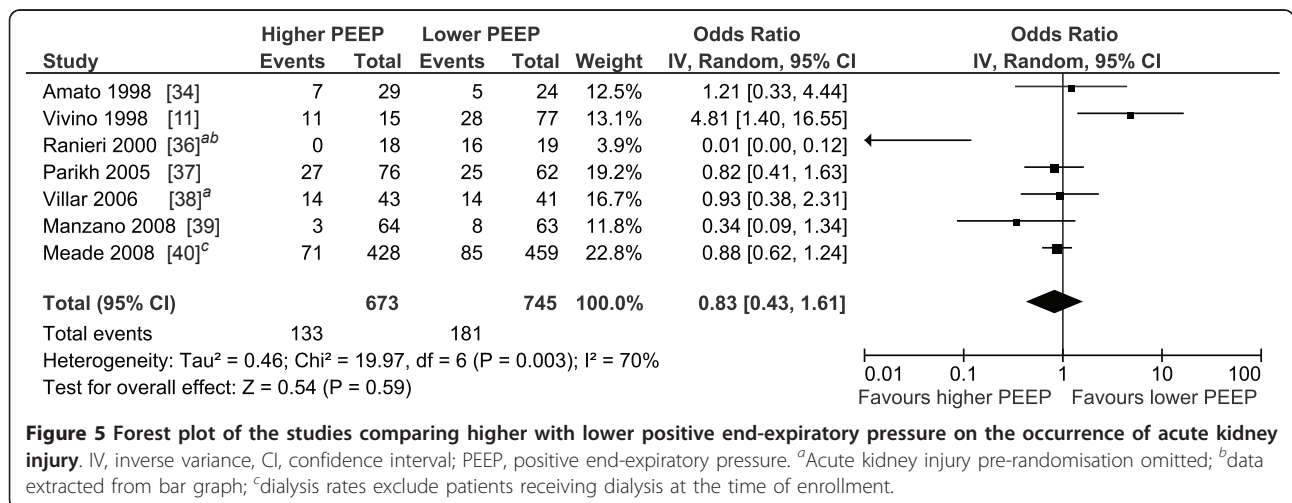 Higher PEEP Lower PEEP Odds Ratio Odds Ratio
Study Events Total Events Total Weight IV, Random, 95% CI IV, Random, 95% CI
Amato 1998 [34] 7 29 5 24 12.5% 1.21 [0.33, 4.44]
Vivino 1998 [11] 11 15 28 77 13.1% 4.81 [1.40, 16.55]
Ranieri 2000 [36]ab 0 18 16 19 3.9% 0.01 [0.00, 0.12]
Parikh 2005 [37] 27 76 25 62 19.2% 0.82 [0.41, 1.63]
Villar 2006 [38]a 14 43 14 41 16.7% 0.93 [0.38, 2.31]
Manzano 2008 [39] 3 64 8 63 11.8% 0.34 [0.09, 1.34]
Meade 2008 [40]c 71 428 85 459 22.8% 0.88 [0.62, 1.24]
Total (95% CI) 673 745 100.0% 0.83 [0.43, 1.61]
Total events 133 181
Heterogeneity: Tau² = 0.46; Chi² = 19.97, df = 6 (P = 0.003); I² = 70%
Test for overall effect: Z = 0.54 (P = 0.59)
0.01 0.1 1 10 100
Favours higher PEEP Favours lower PEEP
Figure 5 Forest plot of the studies comparing higher with lower positive end-expiratory pressure on the occurrence of acute kidney
injury. IV, inverse variance, CI, confidence interval; PEEP, positive end-expiratory pressure. aAcute kidney injury pre-randomisation omitted; bdata
extracted from bar graph; cdialysis rates exclude patients receiving dialysis at the time of enrollment.